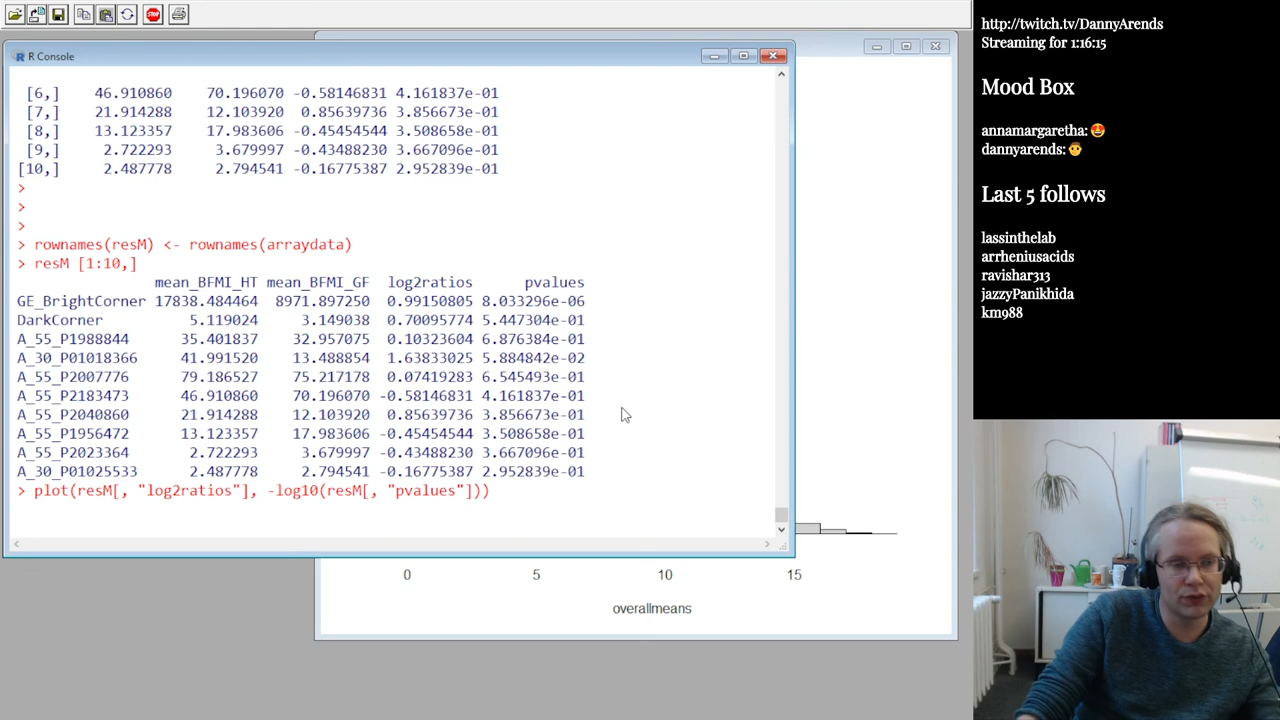 R Console
[6,] 46.910860 70.196070 -0.58146831 4.161837e-01
[7,] 21.914288 12.103920 0.85639736 3.856673e-01
[8,] 13.123357 17.983606 -0.45454544 3.508658e-01
[9,] 2.722293 3.679997 -0.43488230 3.667096e-01
[10,] 2.487778 2.794541 -0.16775387 2.952839e-01
>
>
>
> rownames(resM) <- rownames(arraydata)
> resM [1:10,]
mean_BFMI_HT mean_BFMI_GF log2ratios pvalues
GE_BrightCorner 17838.484464 8971.897250 0.99150805 8.033296e-06
DarkCorner 5.119024 3.149038 0.70095774 5.447304e-01
A_55_P1988844 35.401837 32.957075 0.10323604 6.876384e-01
A_30_P01018366 41.991520 13.488854 1.63833025 5.884842e-02
A_55_P2007776 79.186527 75.217178 0.07419283 6.545493e-01
A_55_P2183473 46.910860 70.196070 -0.58146831 4.161837e-01
A_55_P2040860 21.914288 12.103920 0.85639736 3.856673e-01
A_55_P1956472 13.123357 17.983606 -0.45454544 3.508658e-01
A_55_P2023364 2.722293 3.679997 -0.43488230 3.667096e-01
A_30_P01025533 2.487778 2.794541 -0.16775387 2.952839e-01
> plot(resM[, "log2ratios"], -log10(resM[, "pvalues"]))
0 5 10 15
overallmeans
http://twitch.tv/DannyArends
Streaming for 1:16:15
Mood Box
annamargaretha: 😍
dannyarends: 👨
Last 5 follows
lassinthelab
arrheniusacids
ravishar313
jazzyPanikhida
km988